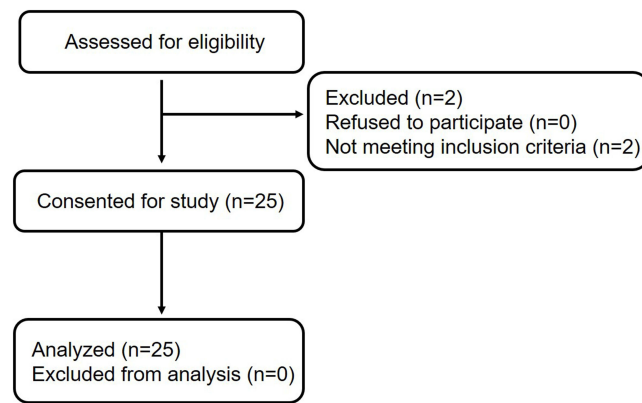 Assessed for eligibility
Excluded (n=2)
Refused to participate (n=0)
Not meeting inclusion criteria (n=2)
Consented for study (n=25)
Analyzed (n=25)
Excluded from analysis (n=0)